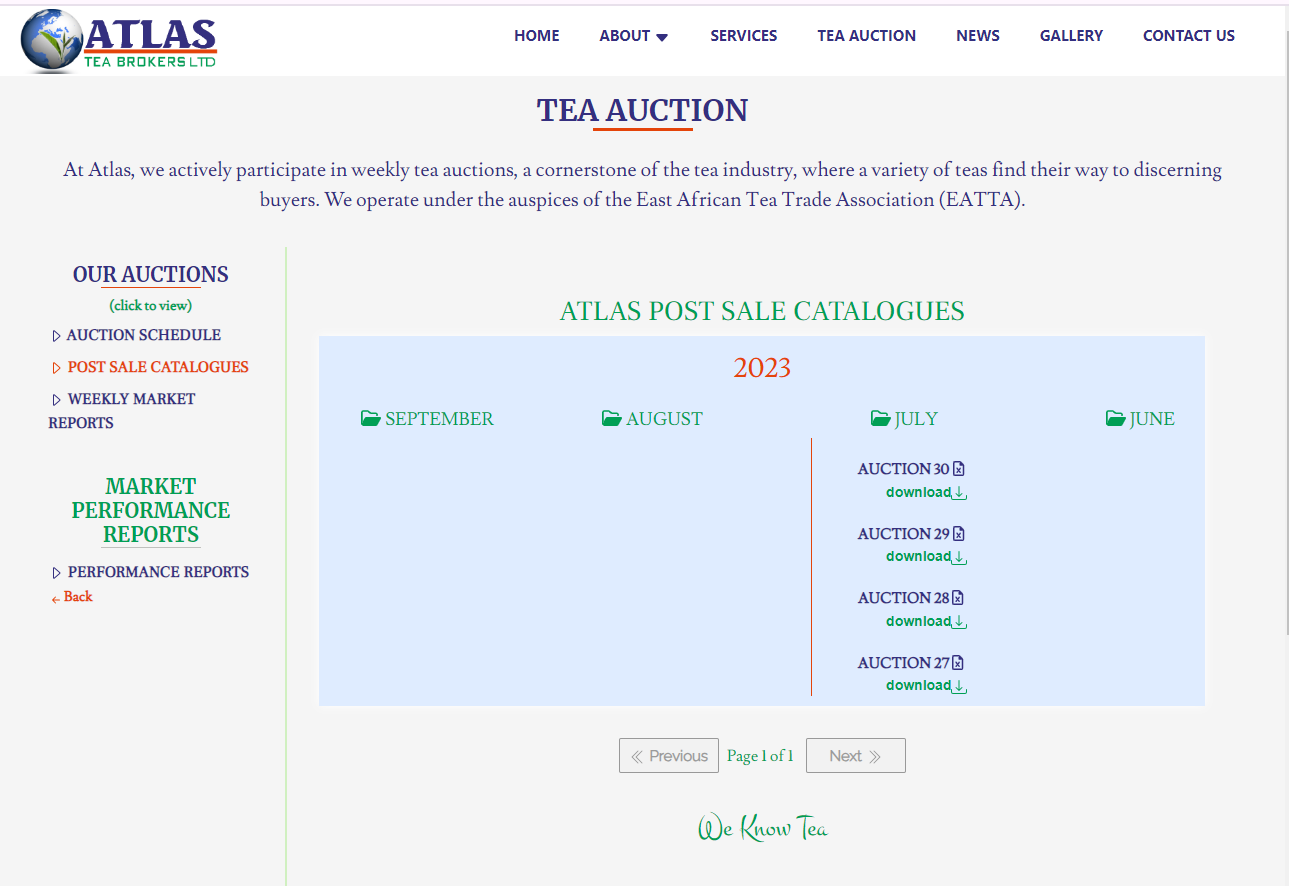 ATLAS
TEA BROKERS LTD
HOME
ABOUT
SERVICES
TEA AUCTION
NEWS
GALLERY
CONTACT US
TEA AUCTION
At Atlas, we actively participate in weekly tea auctions, a cornerstone of the tea industry, where a variety of teas find their way to discerning
buyers. We operate under the auspices of the East African Tea Trade Association (EATTA).
OUR AUCTIONS
(click to view)
AUCTION SCHEDULE
POST SALE CATALOGUES
WEEKLY MARKET
REPORTS
MARKET
PERFORMANCE
REPORTS
PERFORMANCE REPORTS
Back
ATLAS POST SALE CATALOGUES
2023
SEPTEMBER
AUGUST
JULY
JUNE
AUCTION 30
download
AUCTION 29
download
AUCTION 28
download
AUCTION 27
download
Previous
Page 1 of 1
Next
We Know Tea